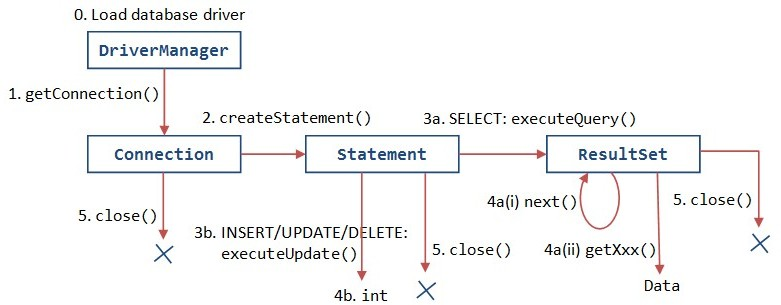 0. Load database driver
DriverManager
1. getConnection()
2. createStatement()
3a. SELECT: executeQuery()
Connection
Statement
ResultSet
5. close()
3b. INSERT/UPDATE/DELETE:
executeUpdate()
4b. int
5. close()
4a(i) next()
4a(ii) getXxx()
Data
5. close()